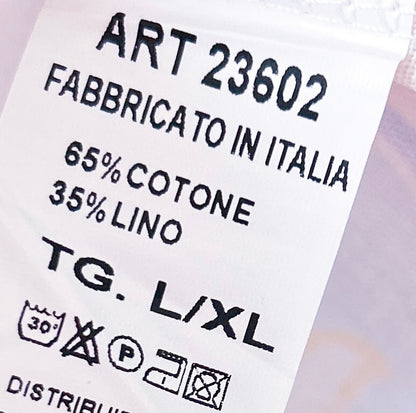 ART 23602
FABBRICATO IN ITALIA
65% COTONE
35% LINO
TG. L/XL
30° P